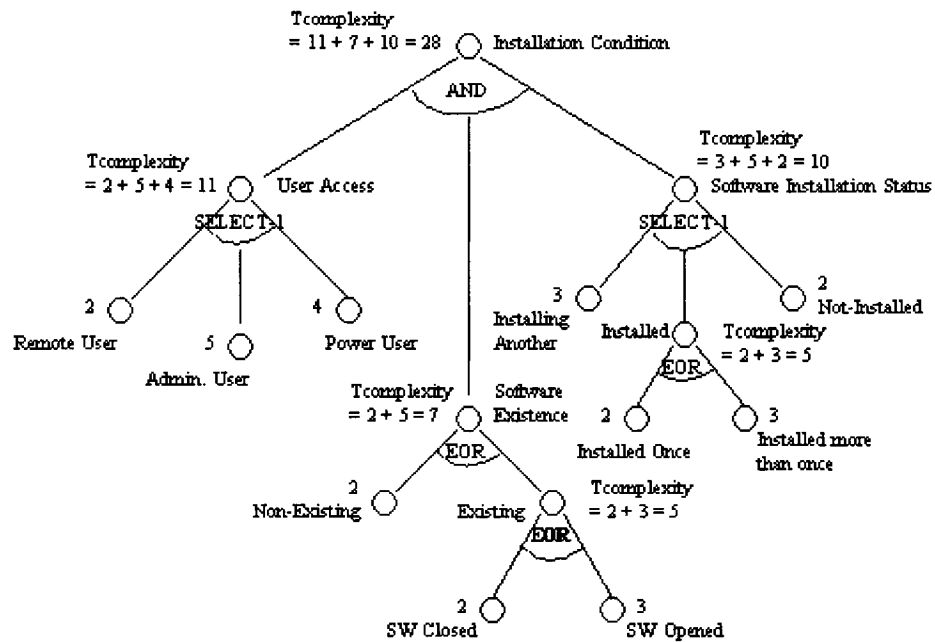 Tcomplexity
= 11 + 7 + 10 = 28
Installation Condition
AND
Tcomplexity
= 2 + 5 + 4 = 11
User Access
SELECT-1
Tcomplexity
= 3 + 5 + 2 = 10
Software Installation Status
SELECT-1
2
Remote User
5
Admin. User
4
Power User
3
Installing
Another
Installed
Tcomplexity
= 2 + 3 = 5
EOR
2
Not-Installed
2
Installed Once
3
Installed more
than once
Tcomplexity
= 2 + 5 = 7
Software
Existence
EOR
2
Non-Existing
Existing
Tcomplexity
= 2 + 3 = 5
EOR
2
SW Closed
3
SW Opened